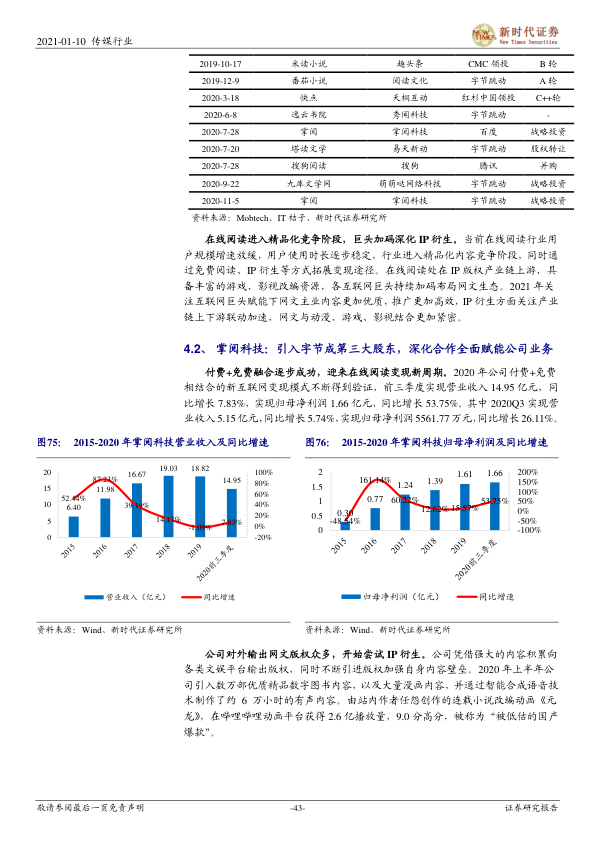 2021-01-10 传媒行业
新时代证券
New Times Securities
NEW TIMES
2019-10-17 米读小说 趣头条 CMC 领投 B 轮
2019-12-9 番茄小说 阅读文化 字节跳动 A 轮
2020-3-18 快点 天桐互动 红杉中国领投 C++轮
2020-6-8 逸云书院 秀闻科技 字节跳动 -
2020-7-28 掌阅 掌阅科技 百度 战略投资
2020-7-20 塔读文学 易天新动 字节跳动 股权转让
2020-7-28 搜狗阅读 搜狗 腾讯 并购
2020-9-22 九库文学网 萌萌哒网络科技 字节跳动 战略投资
2020-11-5 掌阅 掌阅科技 字节跳动 战略投资
资料来源：Mobtech、IT 桔子，新时代证券研究所
在线阅读进入精品化竞争阶段，巨头加码深化 IP 衍生。当前在线阅读行业用
户规模增速放缓，用户使用时长逐步稳定，行业进入精品化内容竞争阶段，同时通
过免费阅读、IP 衍生等方式拓展变现途径。在线阅读处在 IP 版权产业链上游，具
备丰富的游戏、影视改编资源，各互联网巨头持续加码布局网文生态。2021 年关
注互联网巨头赋能下网文主业内容更加优质，推广更加高效，IP 衍生方面关注产业
链上下游联动加速，网文与动漫、游戏、影视结合更加紧密。
4.2、 掌阅科技：引入字节成第三大股东，深化合作全面赋能公司业务
付费+免费融合逐步成功，迎来在线阅读变现新周期。2020 年公司付费+免费
相结合的新互联网变现模式不断得到验证，前三季度实现营业收入 14.95 亿元，同
比增长 7.83%，实现归母净利润 1.66 亿元，同比增长 53.75%。其中 2020Q3 实现营
业收入 5.15 亿元，同比增长 5.74%，实现归母净利润 5561.77 万元，同比增长 26.11%。
图75： 2015-2020 年掌阅科技营业收入及同比增速
20
15
10
5
0
6.40
11.98
16.67
19.03
18.82
14.95
52.44%
87.23%
39.19%
14.17%
-1.09%
7.83%
100%
80%
60%
40%
20%
0%
-20%
2015
2016
2017
2018
2019
2020前三季度
营业收入（亿元） 同比增速
资料来源：Wind、新时代证券研究所
图76： 2015-2020 年掌阅科技归母净利润及同比增速
2
1.5
1
0.5
0
0.30
0.77
1.24
1.39
1.61
1.66
-48.54%
161.14%
60.22%
12.62%
15.57%
53.75%
200%
150%
100%
50%
0%
-50%
-100%
2015
2016
2017
2018
2019
2020前三季度
归母净利润（亿元） 同比增速
资料来源：Wind、新时代证券研究所
公司对外输出网文版权众多，开始尝试 IP 衍生。公司凭借强大的内容积累向
各类文娱平台输出版权，同时不断引进版权加强自身内容壁垒。2020 年上半年公
司引入数万部优质精品数字图书内容，以及大量漫画内容，并通过智能合成语音技
术制作了约 6 万小时的有声内容。由站内作者任怨创作的连载小说改编动画《元
龙》，在哔哩哔哩动画平台获得 2.6 亿播放量，9.0 分高分，被称为“被低估的国产
爆款”。
敬请参阅最后一页免责声明 -43- 证券研究报告